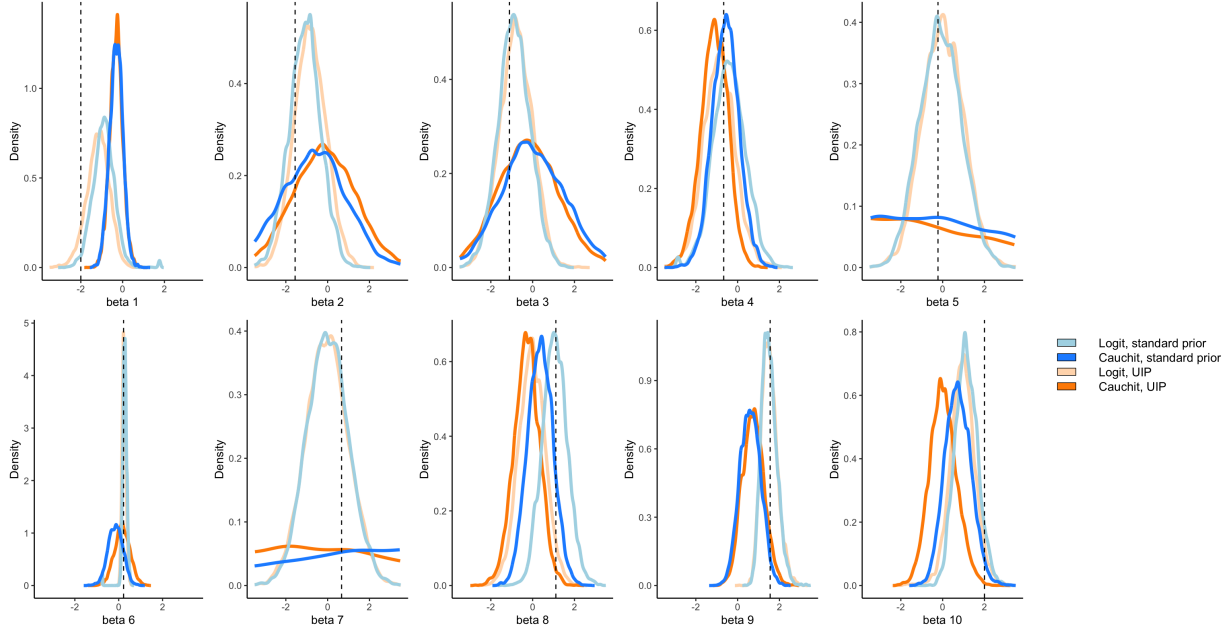 Density
1.0
0.5
0.0
-2 0 2
beta 1
Density
0.4
0.2
0.0
-2 0 2
beta 2
Density
0.4
0.2
0.0
-2 0 2
beta 3
Density
0.6
0.4
0.2
0.0
-2 0 2
beta 4
Density
0.4
0.3
0.2
0.1
0.0
-2 0 2
beta 5
Density
5
4
3
2
1
0
-2 0 2
beta 6
Density
0.4
0.3
0.2
0.1
0.0
-2 0 2
beta 7
Density
0.6
0.4
0.2
0.0
-2 0 2
beta 8
Density
0.9
0.6
0.3
0.0
-2 0 2
beta 9
Density
0.8
0.6
0.4
0.2
0.0
-2 0 2
beta 10
Logit, standard prior
Cauchit, standard prior
Logit, UIP
Cauchit, UIP